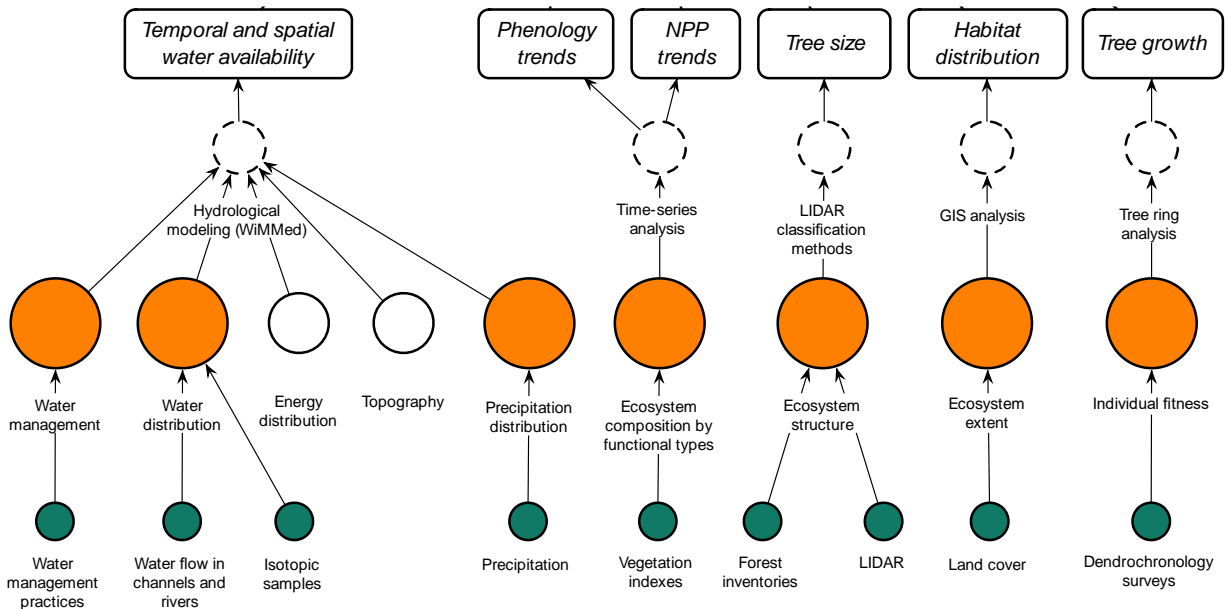 Temporal and spatial
water availability
Phenology
trends
NPP
trends
Tree size
Habitat
distribution
Tree growth
Hydrological
modeling (WiMMed)
Time-series
analysis
LIDAR
classification
methods
GIS analysis
Tree ring
analysis
Water
management
Water
distribution
Energy
distribution
Topography
Precipitation
distribution
Ecosystem
composition by
functional types
Ecosystem
structure
Ecosystem
extent
Individual fitness
Water
management
practices
Water flow in
channels and
rivers
Isotopic
samples
Precipitation
Vegetation
indexes
Forest
inventories
LIDAR
Land cover
Dendrochronology
surveys